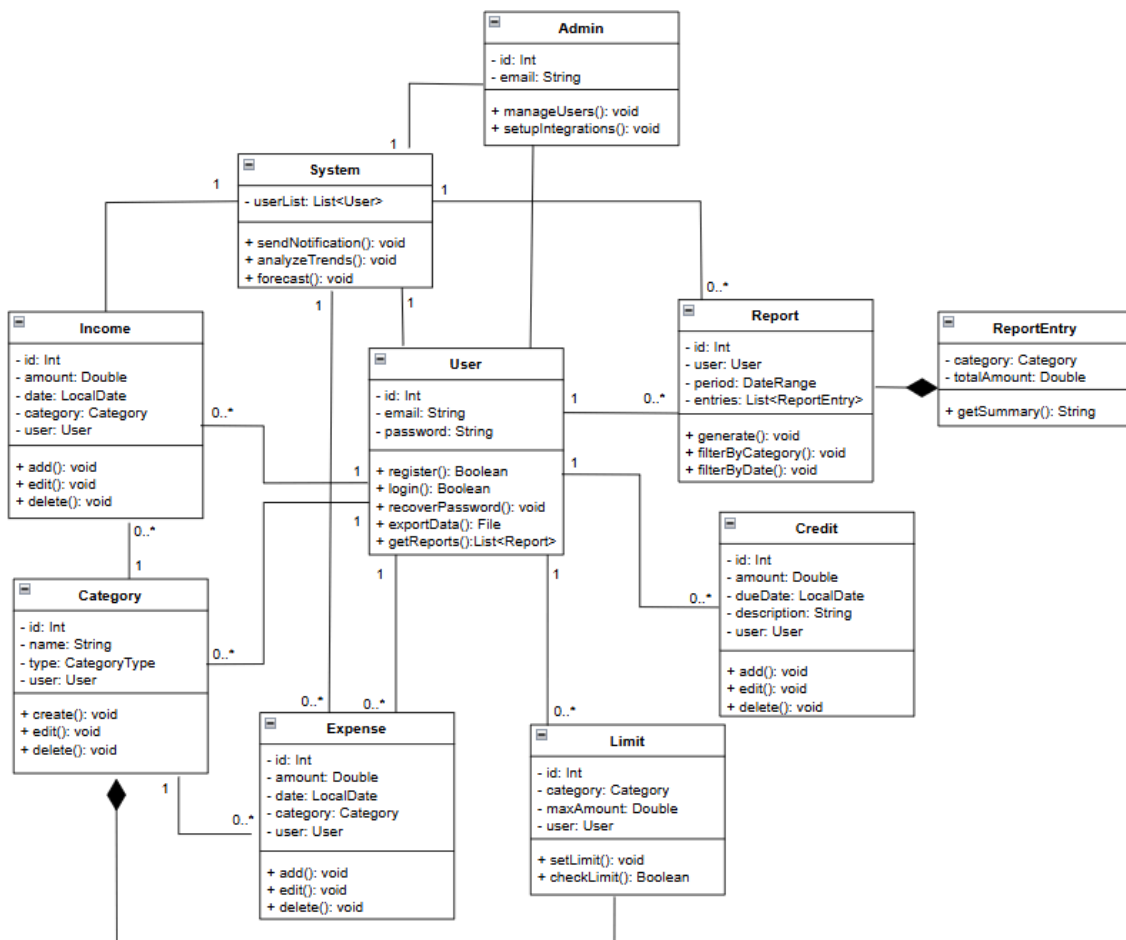 Admin
- id: Int
- email: String
+ manageUsers(): void
+ setupIntegrations(): void
1
System
- userList: List<User>
+ sendNotification(): void
+ analyzeTrends(): void
+ forecast(): void
1
1
1
1
0..*
Income
- id: Int
- amount: Double
- date: LocalDate
- category: Category
- user: User
+ add(): void
+ edit(): void
+ delete(): void
0..*
1
0..*
1
User
- id: Int
- email: String
- password: String
+ register(): Boolean
+ login(): Boolean
+ recoverPassword(): void
+ exportData(): File
+ getReports():List<Report>
1
0..*
1
1
1
1
Report
- id: Int
- user: User
- period: DateRange
- entries: List<ReportEntry>
+ generate(): void
+ filterByCategory(): void
+ filterByDate(): void
ReportEntry
- category: Category
- totalAmount: Double
+ getSummary(): String
Category
- id: Int
- name: String
- type: CategoryType
- user: User
+ create(): void
+ edit(): void
+ delete(): void
0..*
1
0..*
0..*
0..*
Expense
- id: Int
- amount: Double
- date: LocalDate
- category: Category
- user: User
+ add(): void
+ edit(): void
+ delete(): void
0..*
Limit
- id: Int
- category: Category
- maxAmount: Double
- user: User
+ setLimit(): void
+ checkLimit(): Boolean
0..*
Credit
- id: Int
- amount: Double
- dueDate: LocalDate
- description: String
- user: User
+ add(): void
+ edit(): void
+ delete(): void